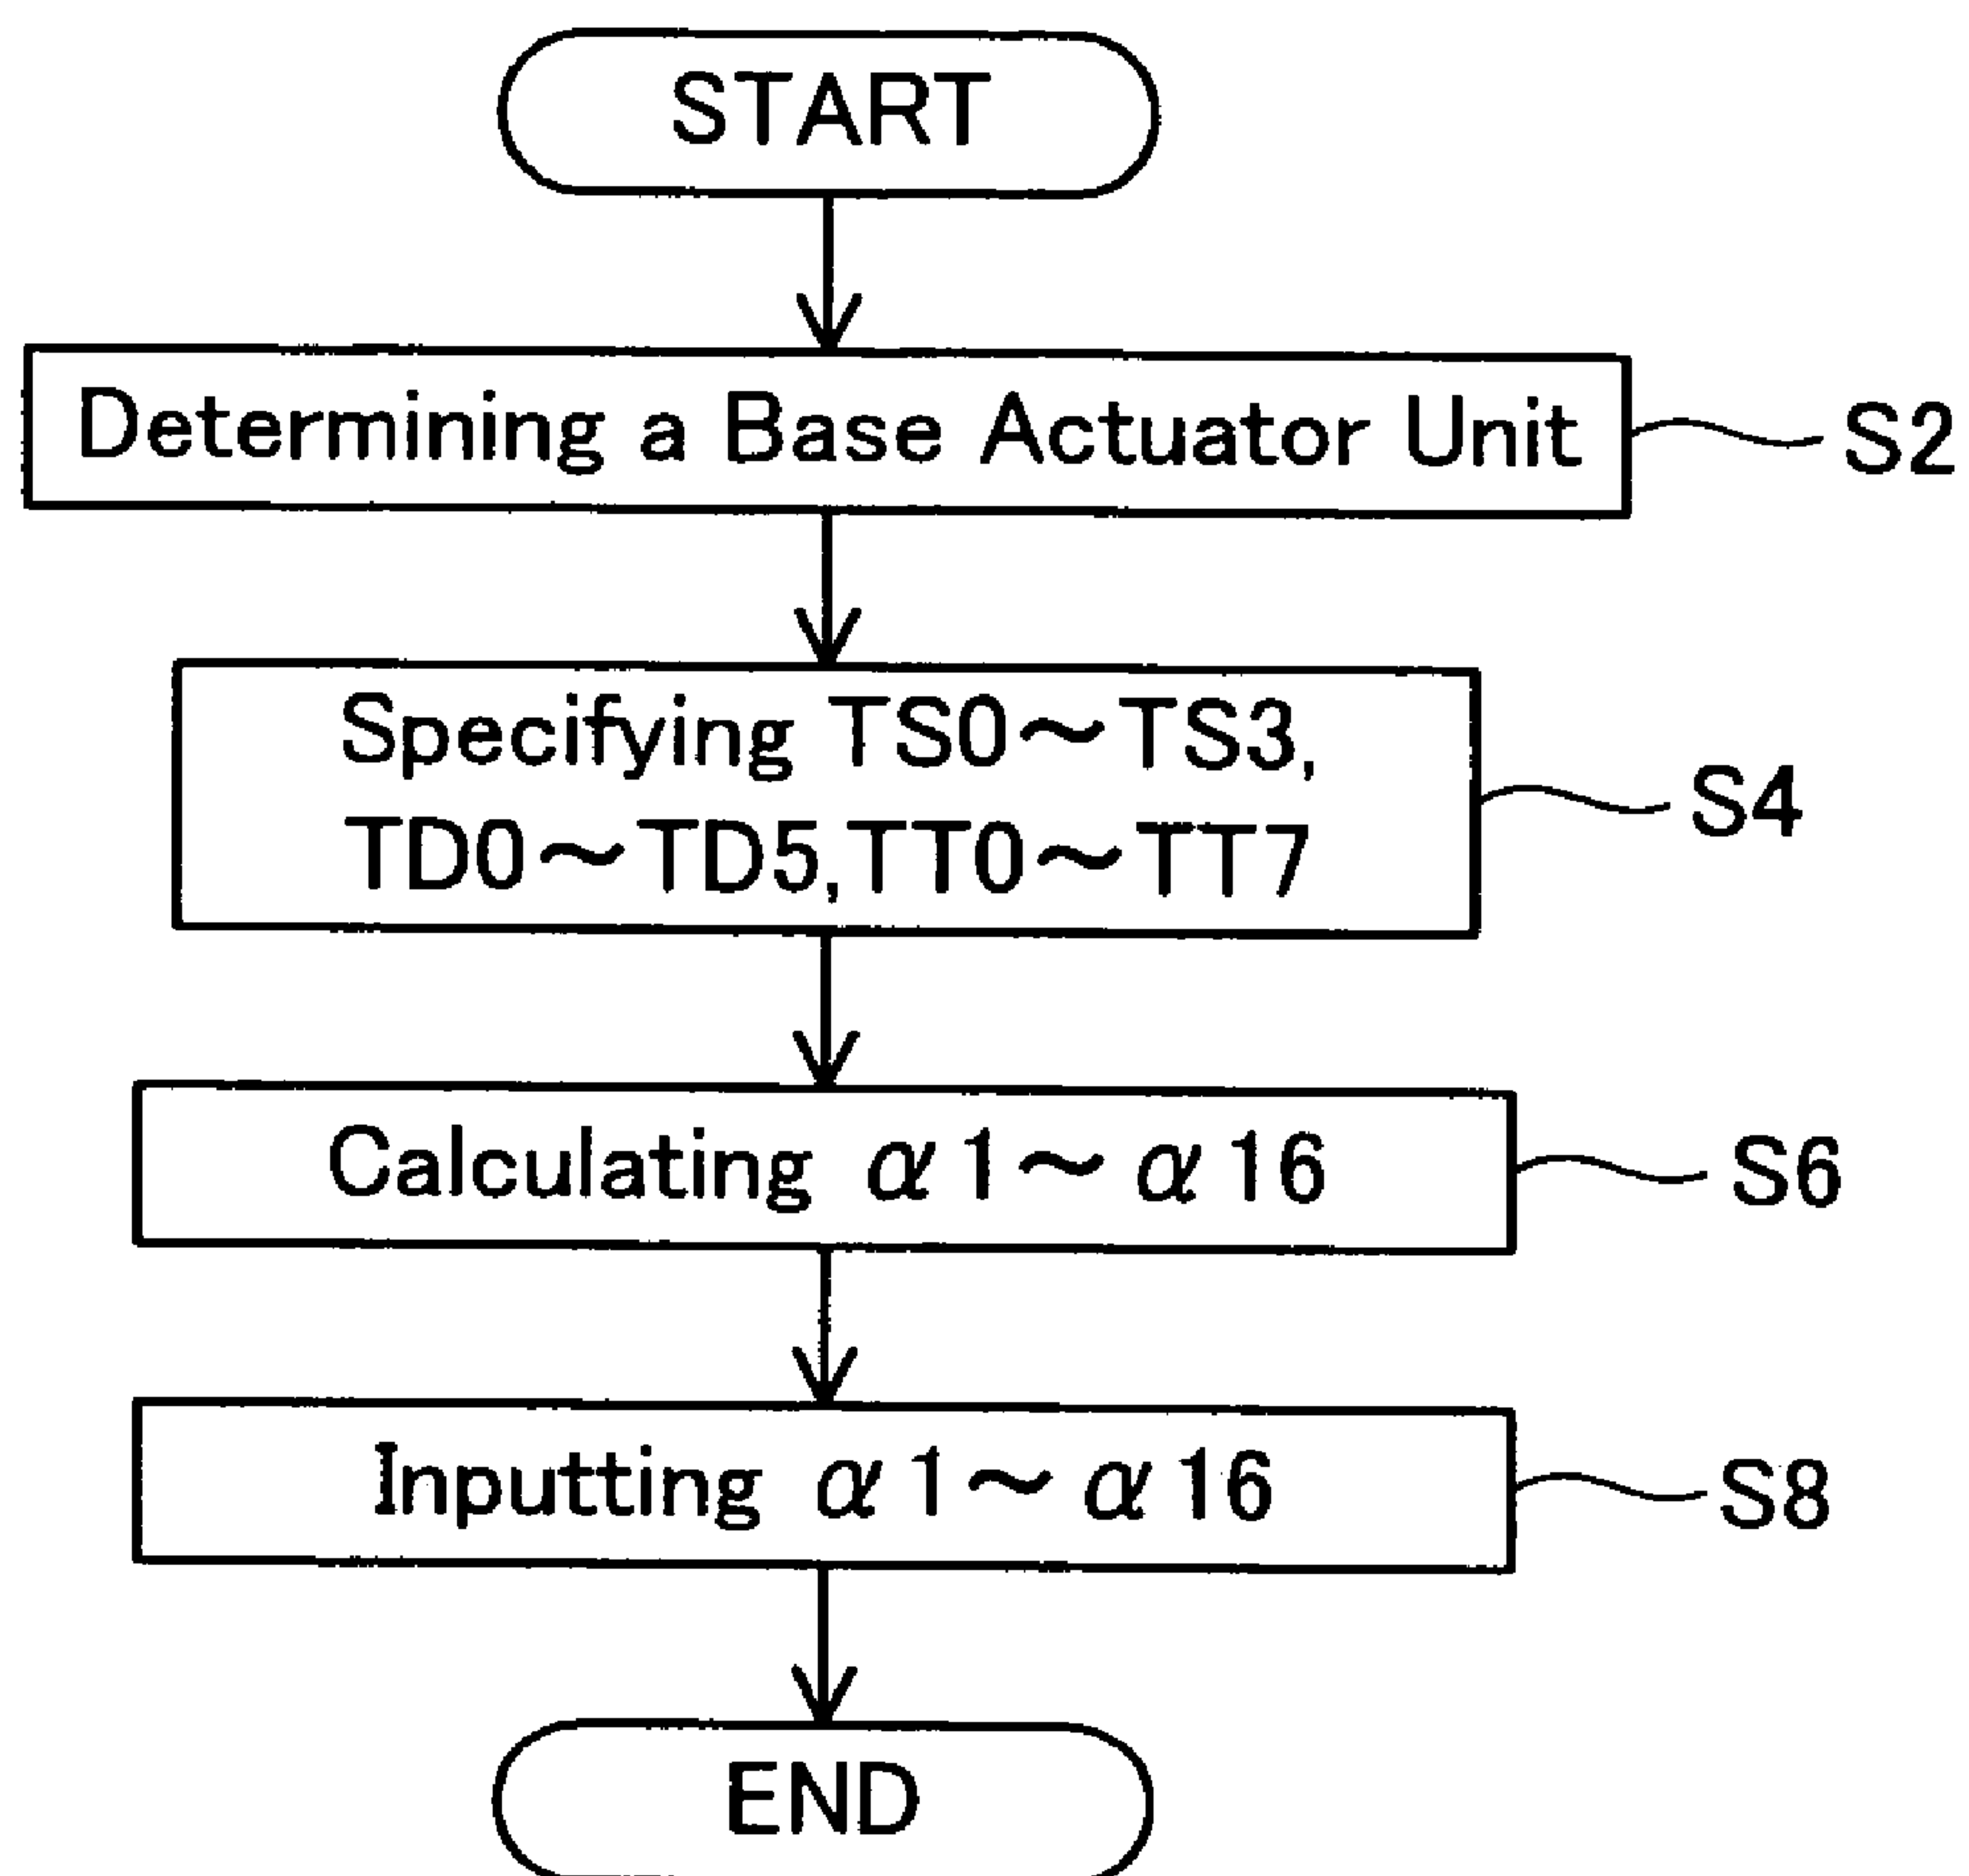 START
Determining a Base Actuator Unit
S2
Specifying TS0～TS3,
TD0～TD5,TT0～TT7
S4
Calculating α1～α16
S6
Inputting α1～α16
S8
END